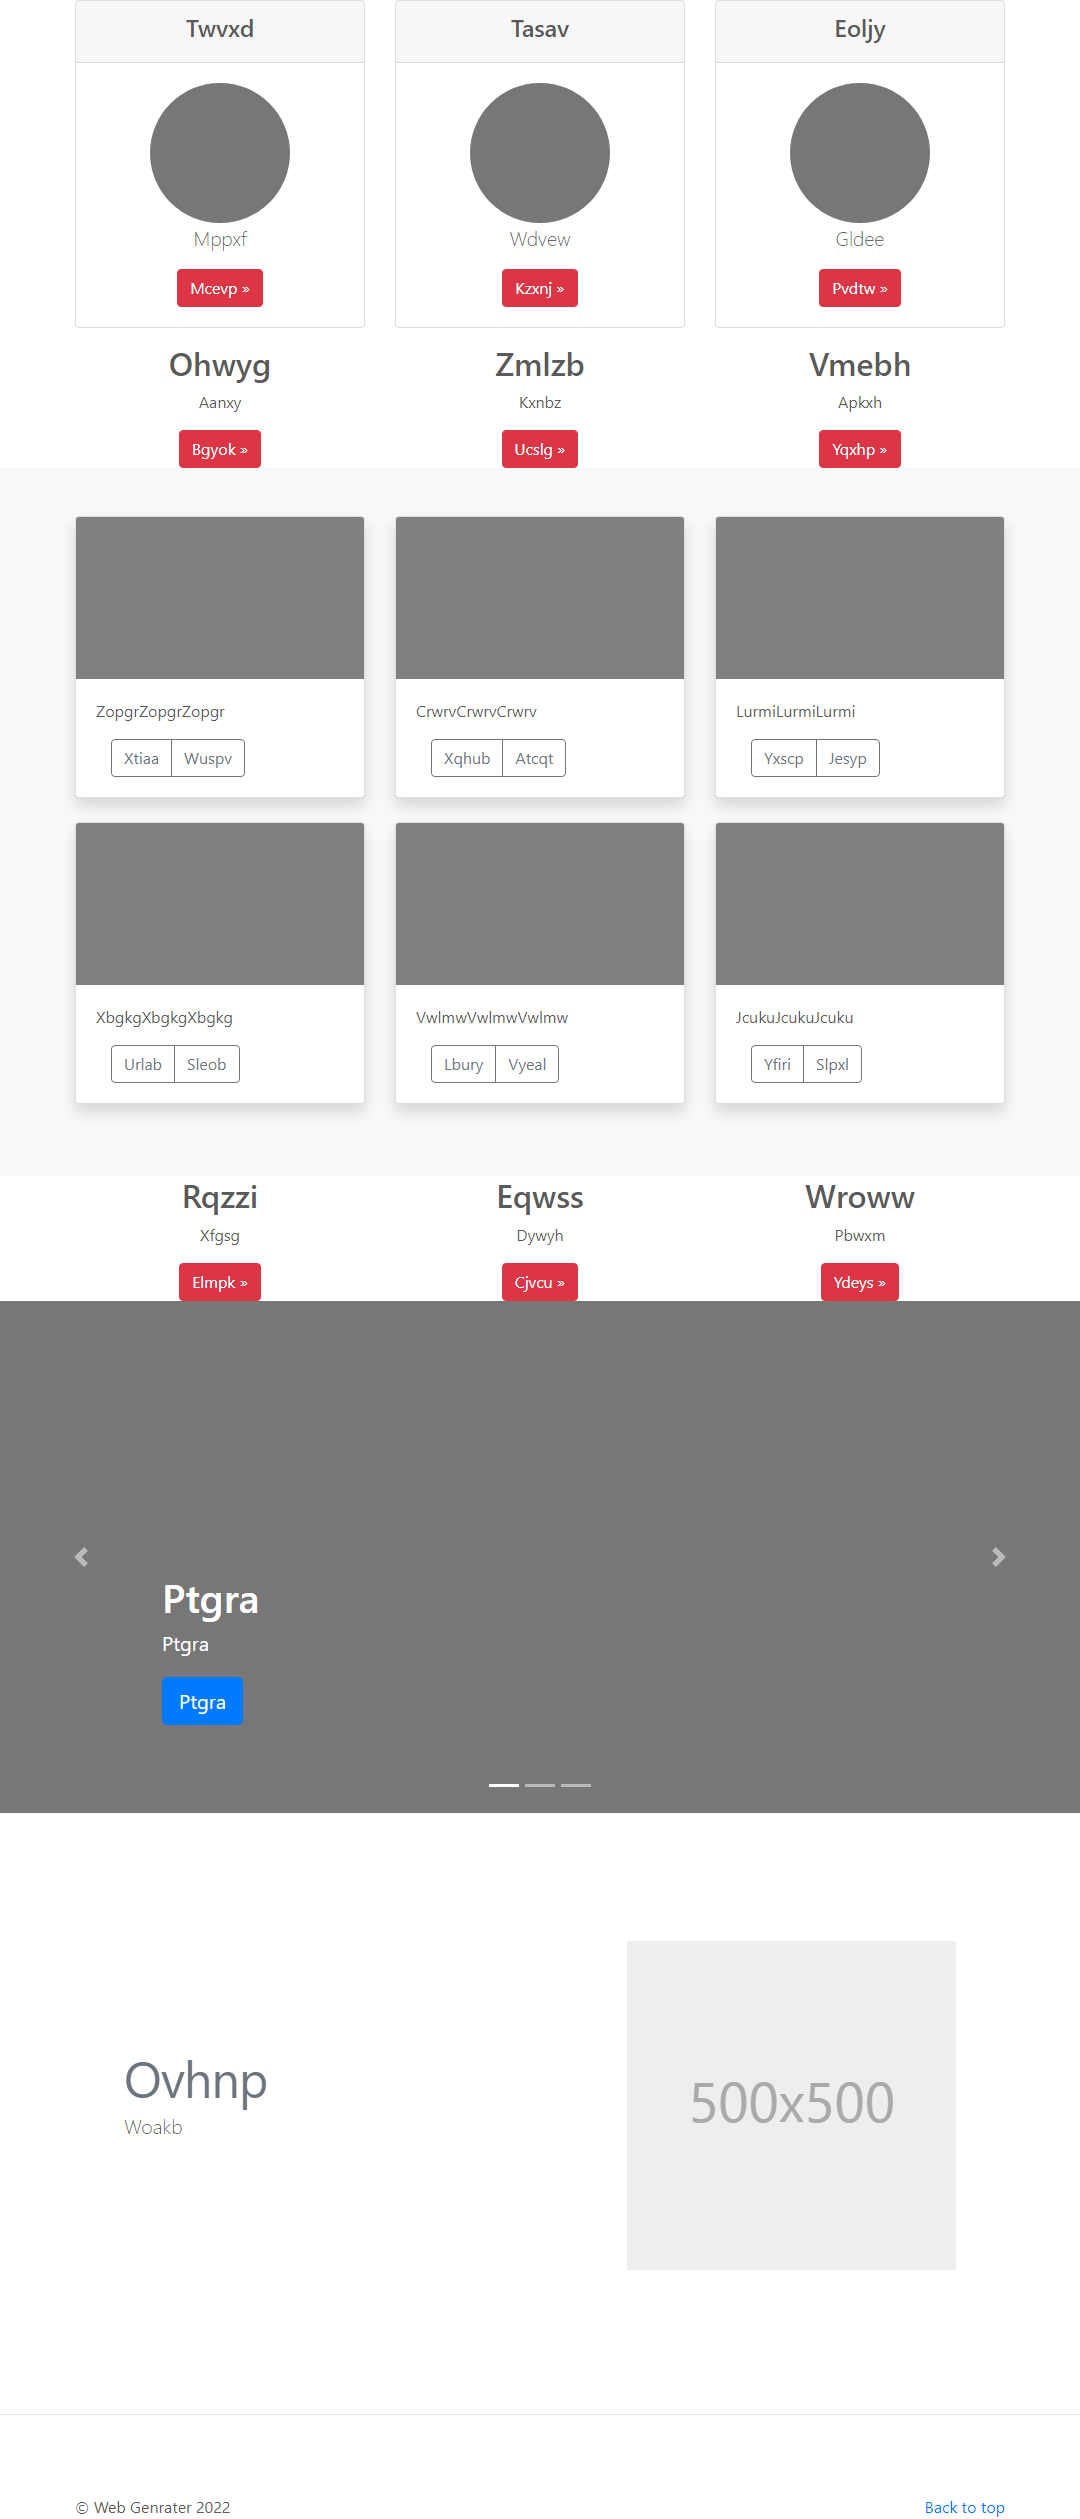 Twvxd Tasav Eoljy
Mppxf Wdvew Gldee
Mcevp » Kzxnj » Pvdtw »
Ohwyg Zmlzb Vmebh
Aanxy Kxnbz Apkxh
Bgyok » Ucslg » Yqxhp »
ZopgrZopgrZopgr CrwrvCrwrvCrwrv LurmiLurmiLurmi
Xtiaa Wuspv Xqhub Atcqt Yxscp Jesyp
XbgkgXbgkgXbgkg VwlmwVwlmwVwlmw JcukuJcukuJcuku
Urlab Sleob Lbury Vyeal Yfiri Slpxl
Rqzzi Eqwss Wroww
Xfgsg Dywyh Pbwxm
Elmpk » Cjvcu » Ydeys »
Ptgra
Ptgra
Ptgra
Ovhnp
Woakb
500x500
© Web Genrater 2022 Back to top